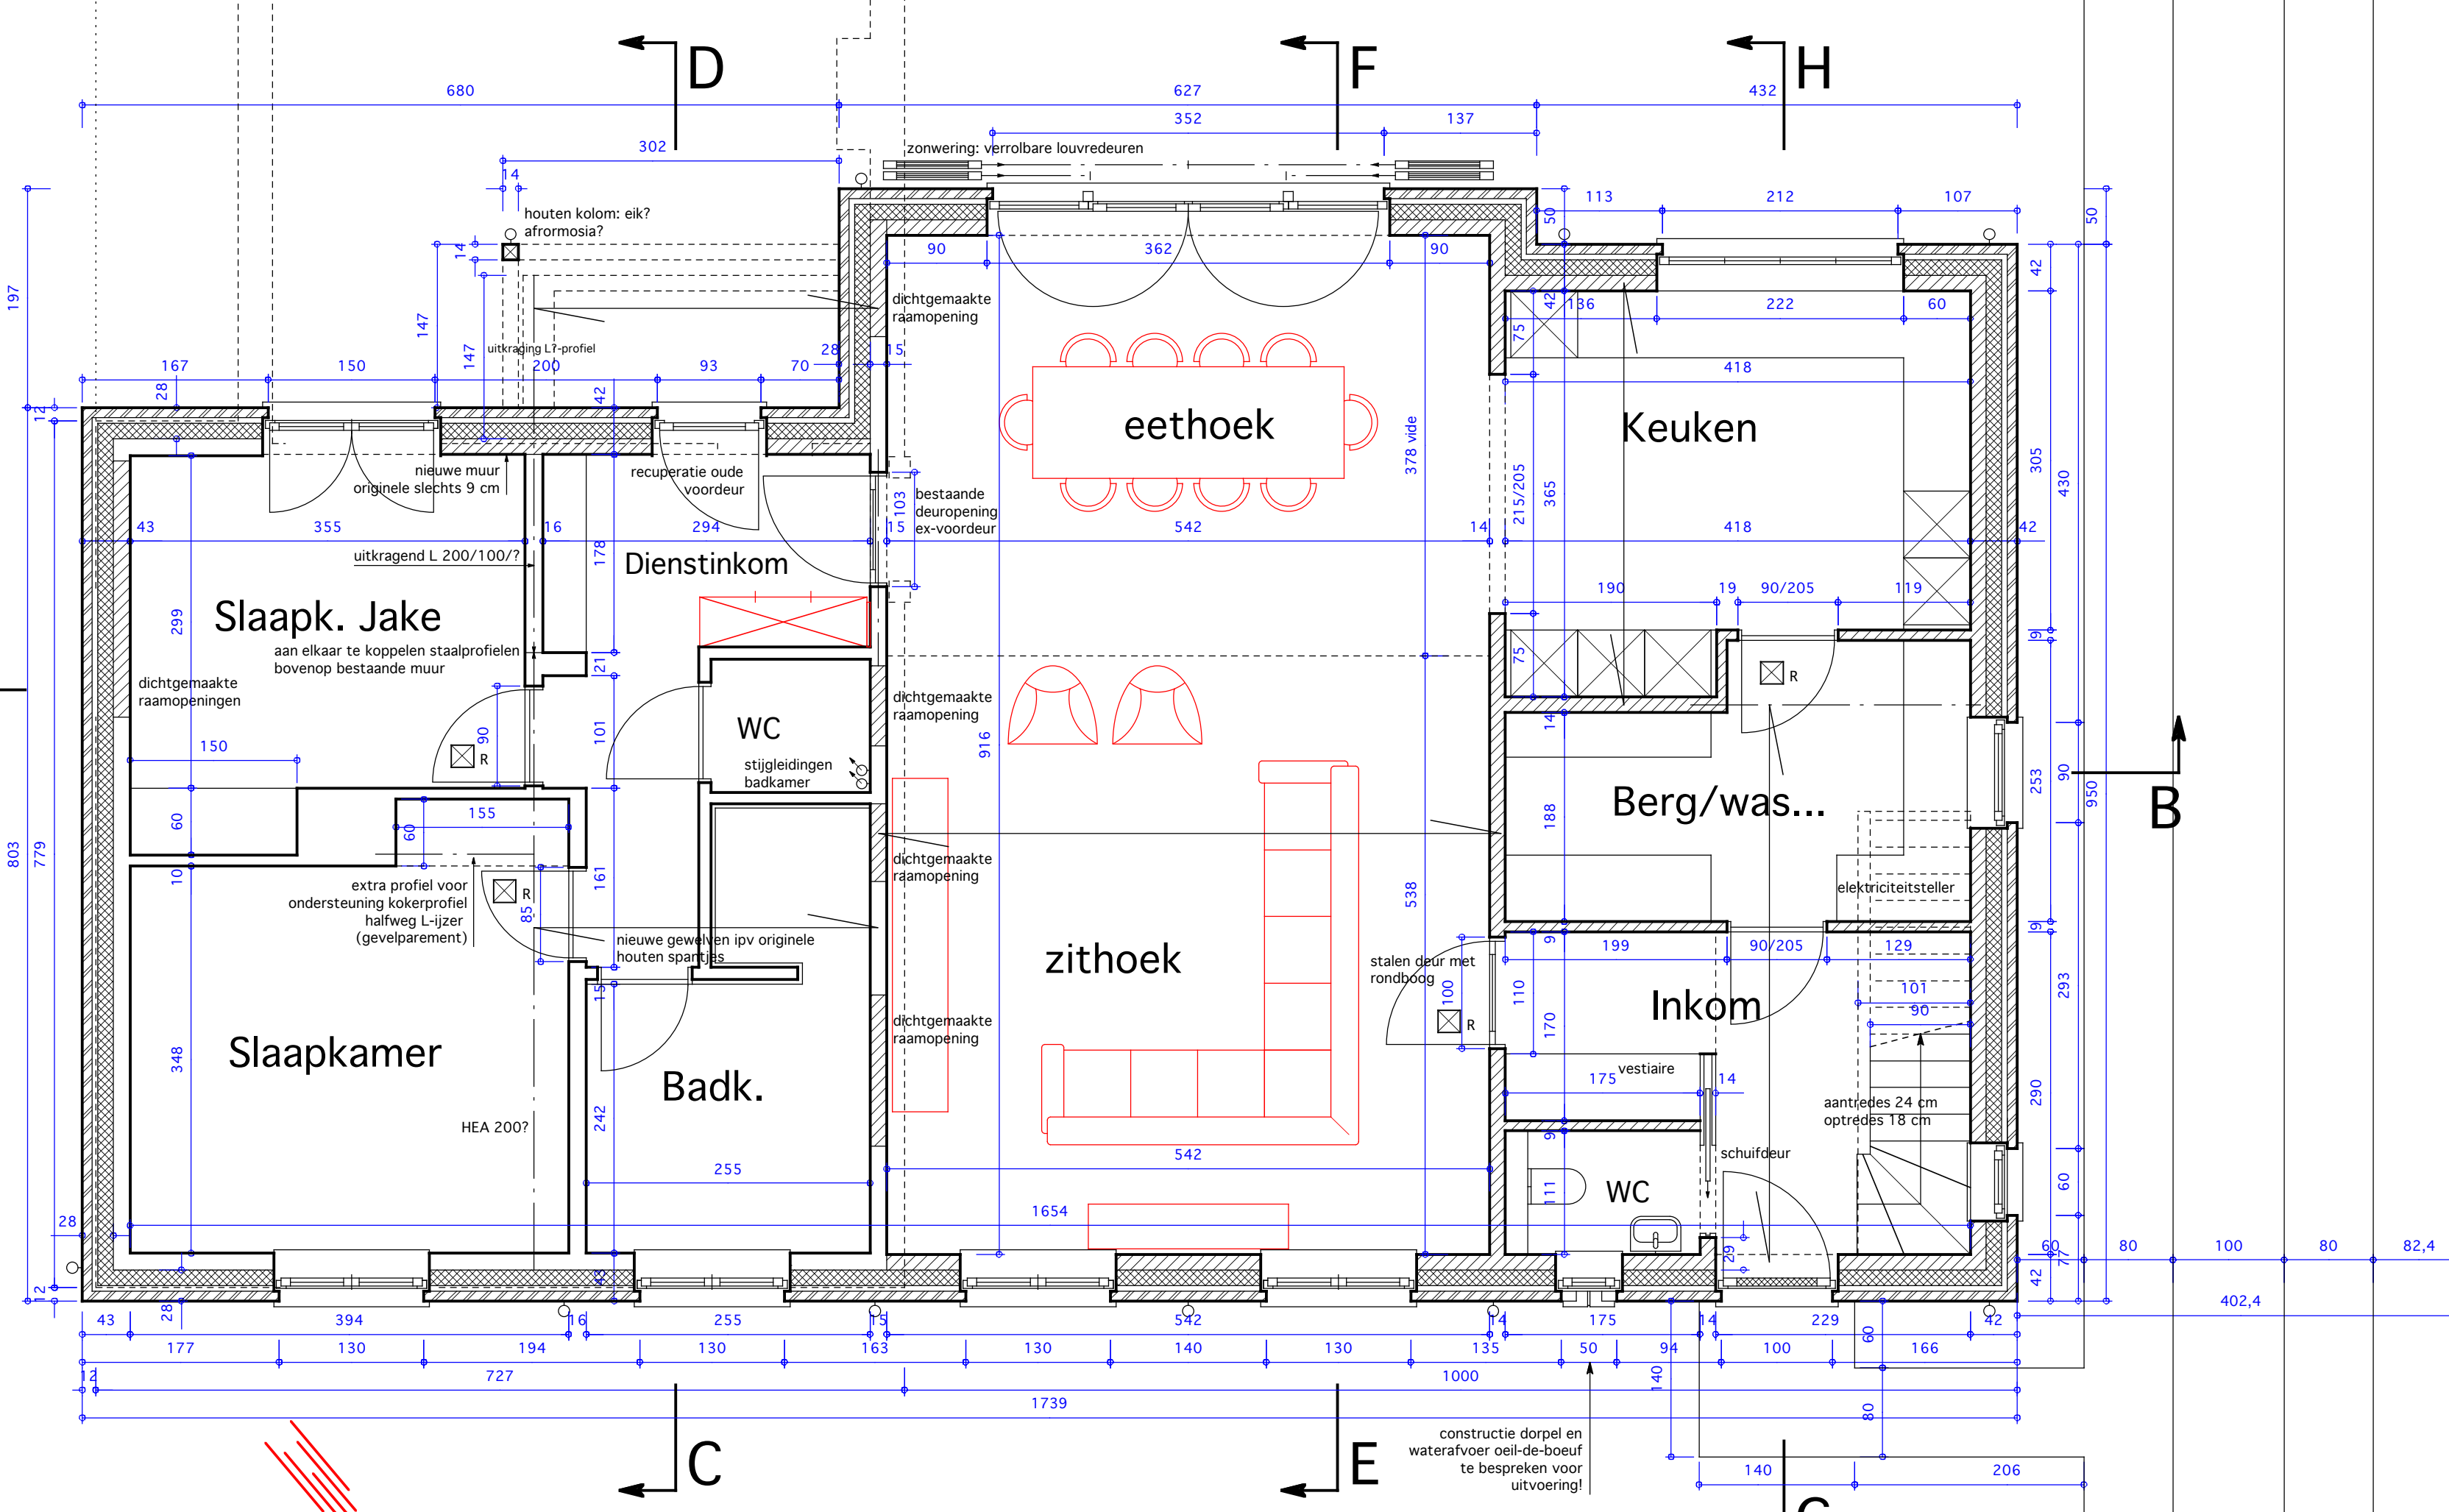 D
F
H
680
627
432
352
137
zonwering: verrolbare louvredeuren
302
14
houten kolom: eik?
afrormosia?
113
212
107
50
50
14
90
362
90
42
42
197
dichtgemaakte
raamopening
136
222
60
147
147
uitkraging L?-profiel
75
28
15
167
150
200
93
70
418
28
42
12
eethoek
Keuken
378 vide
nieuwe muur
originele slechts 9 cm
recuperatie oude
voordeur
305
430
215/205
365
bestaande
deuropening
ex-voordeur
103
43
355
16
294
15
542
14
418
42
uitkragend L 200/100/?
178
Dienstinkom
190
19
90/205
119
Slaapk. Jake
299
aan elkaar te koppelen staalprofielen
bovenop bestaande muur
21
75
9
dichtgemaakte
raamopeningen
dichtgemaakte
raamopening
R
WC
14
90
101
916
150
R
stijgleidingen
badkamer
253
90
950
B
Berg/was...
60
155
60
188
803
779
dichtgemaakte
raamopening
10
161
extra profiel voor
ondersteuning kokerprofiel
halfweg L-ijzer
(gevelparement)
R
85
538
elektriciteitsteller
nieuwe gewelven ipv originele
houten spantjes
9
9
199
90/205
129
zithoek
stalen deur met
rondboog
100
110
15
101
293
Inkom
90
dichtgemaakte
raamopening
R
170
348
Slaapkamer
vestiaire
Badk.
175
14
290
242
aantredes 24 cm
optredes 18 cm
HEA 200?
9
542
schuifdeur
255
111
WC
60
1654
28
29
60
77
80
100
80
82,4
43
42
12
28
402,4
43
394
16
255
15
542
14
175
14
229
42
60
177
130
194
130
163
130
140
130
135
50
94
100
166
12
727
1000
140
1739
80
C
E
constructie dorpel en
waterafvoer oeil-de-boeuf
te bespreken voor
uitvoering!
140
206